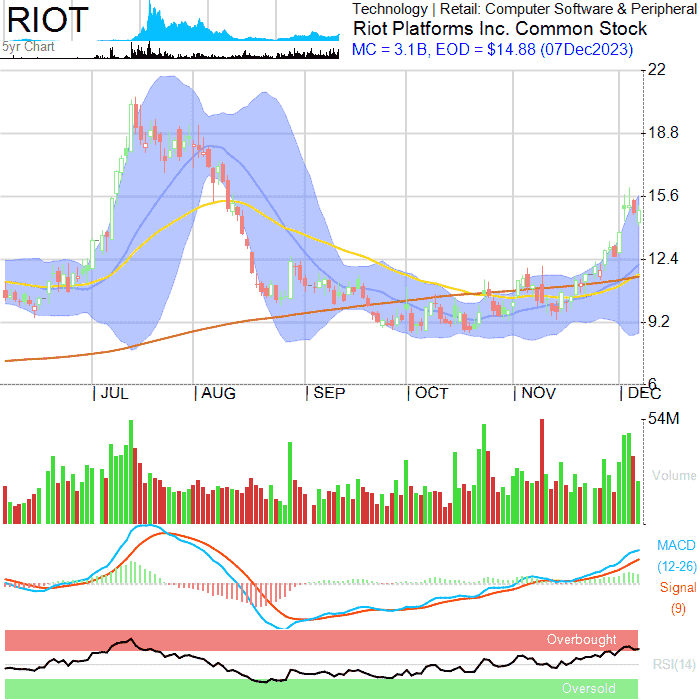 RIOT
5yr Chart
Technology | Retail: Computer Software & Peripheral
Riot Platforms Inc. Common Stock
MC = 3.1B, EOD = $14.88 (07Dec2023)
22
18.8
15.6
12.4
9.2
6
JUL
AUG
SEP
OCT
NOV
DEC
54M
Volume
MACD
(12-26)
Signal
(9)
Overbought
RSI(14)
Oversold